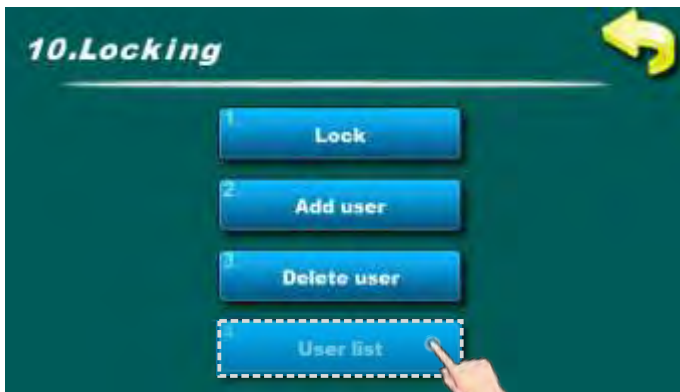 10.Locking
1
Lock
2
Add user
3
Delete user
4
User list